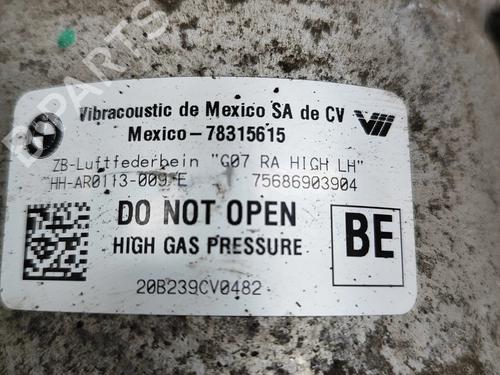 Vibracoustic de Mexico SA de CV
Mexico-78315615
ZB-Luftfederbein "G07 RA HIGH LH"
HH-AR0113-009 E 75686903904
DO NOT OPEN
HIGH GAS PRESSURE
BE
20B239CV0482